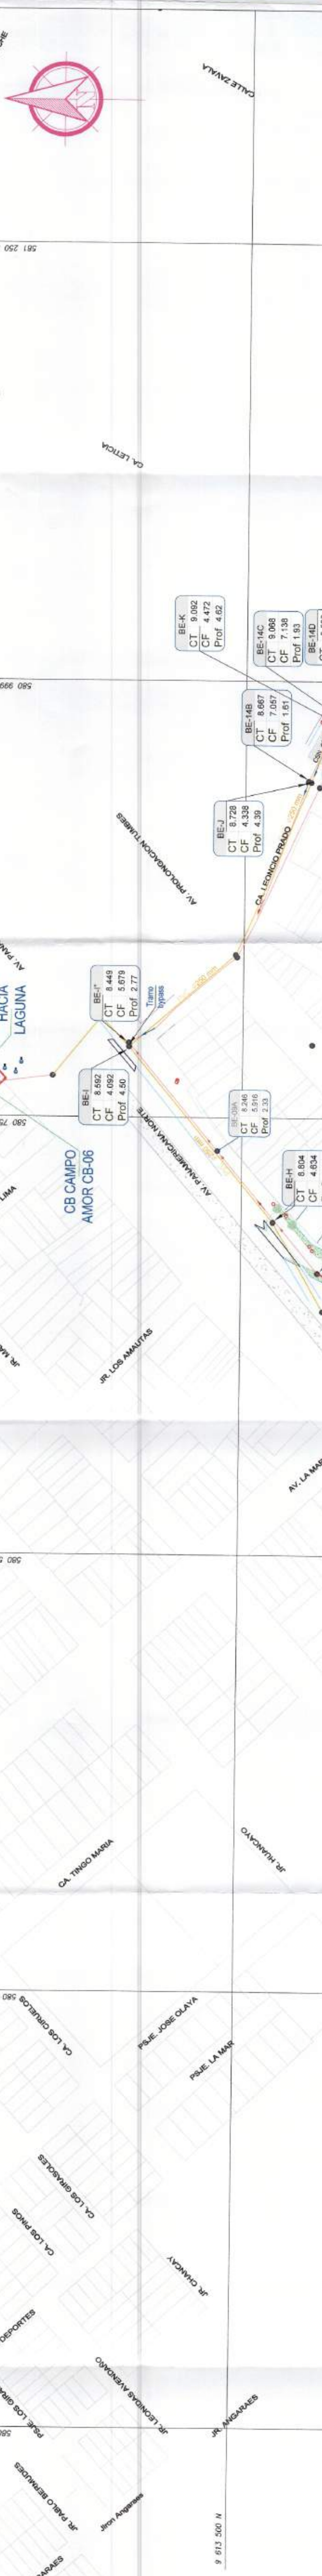 CALLE ZAVALA
581 250
CA. LETICIA
BE-K
CT 9.092
CF 4.472
Prof 4.62
BE-14C
CT 9.068
CF 7.138
Prof 1.93
BE-14D
CT
580 999
BE-14B
CT 8.667
CF 7.057
Prof 1.61
BE-J
CT 8.728
CF 4.338
Prof 4.39
CA. LEONCIO PRADO
AV. PROLONGACION TUMBES
HACIA
LAGUNA
BE-I*
CT 8.449
CF 5.679
Prof 2.77
Tramo
bypass
BE-I
CT 8.592
CF 4.092
Prof 4.50
CB CAMPO
AMOR CB-06
AV. PANAMERICANA NORTE
BE-09A
CT 8.246
CF 5.916
Prof 2.33
BE-H
CT 8.804
CF 4.634
LIMA
JR. LOS AMAUTAS
AV. LA MAR
CA. TINGO MARIA
JR. HUANCAYO
CA. LOS CIRUELOS
PSJE. JOSE OLAYA
PSJE. LA MAR
CA. LOS GIRASOLES
CA. LOS PINOS
JR. CHANCAY
DEPORTES
JR. LEONIDAS AVENDAÑO
JR. ANGARAES
JR. PABLO BERMUDES
Jiron Angaraes
9 613 500 N